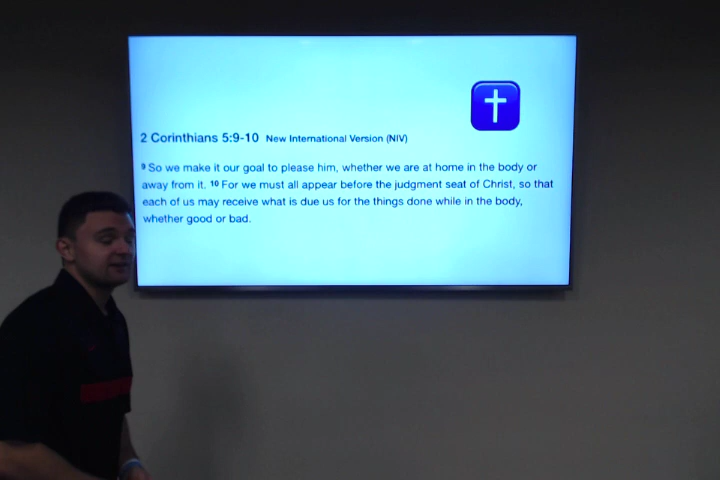 2 Corinthians 5:9-10 New International Version (NIV)
9 So we make it our goal to please him, whether we are at home in the body or
away from it. 10 For we must all appear before the judgment seat of Christ, so that
each of us may receive what is due us for the things done while in the body,
whether good or bad.